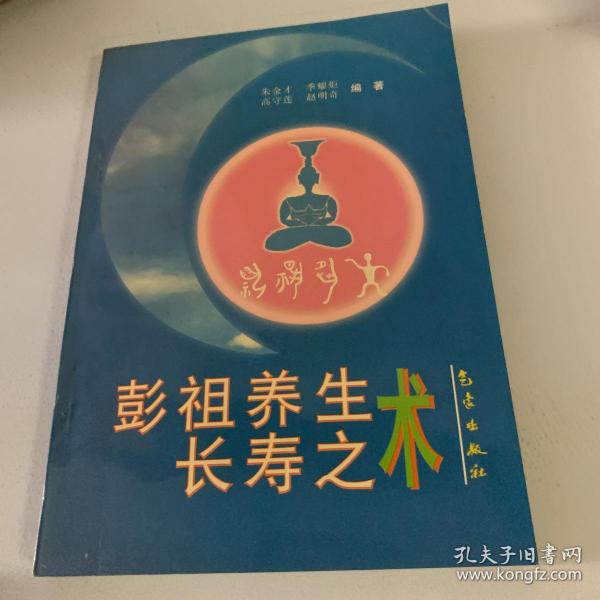 朱金才 季耀炬
高守莲 赵明奇 编著
彭祖养生
长寿之术
气象出版社
孔夫子旧书网
www.kongfz.com